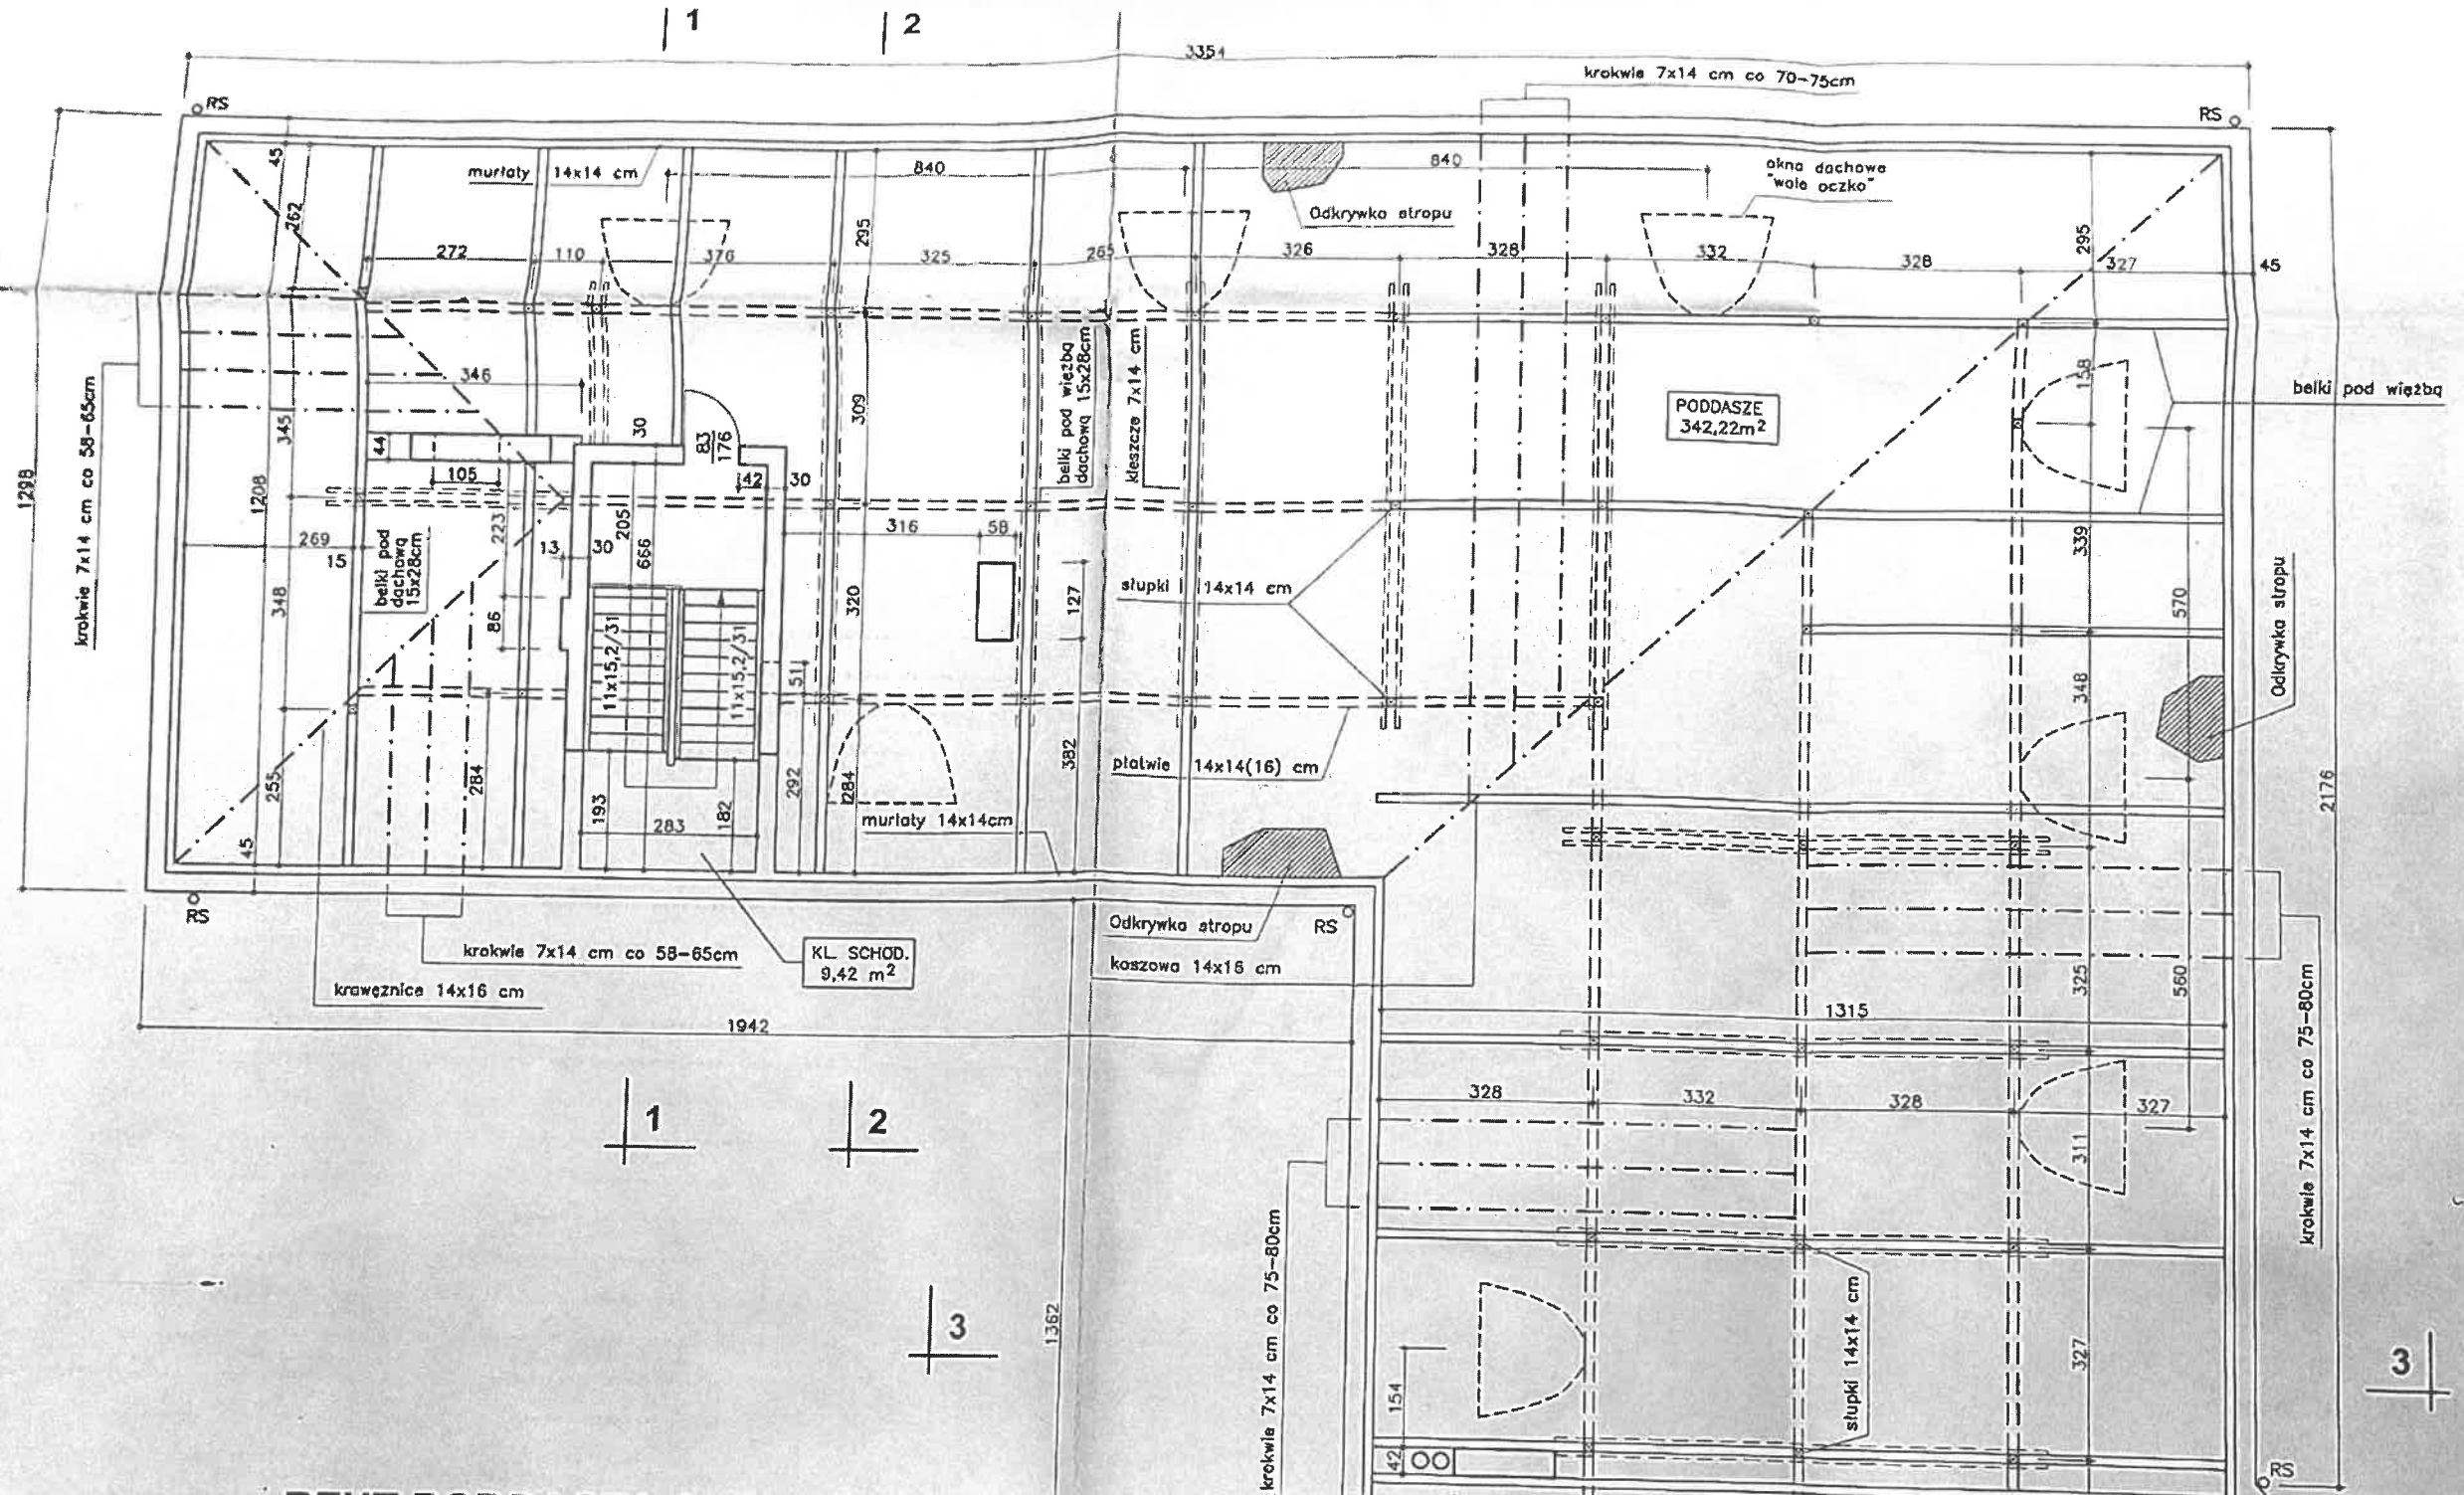 1
2
3354
krokwie 7x14 cm co 70-75cm
RS
RS
45
murłaty 14x14 cm
840
840
okna dachowe
"wole oczko"
Odkrywka stropu
262
295
295
272
110
376
325
265
326
328
332
328
327
45
346
345
44
105
30
83
176
42
30
309
belki pod więźbą
dachową 15x28cm
kleszcze 7x14 cm
PODDASZE
342,22m²
158
belki pod więźbą
krokwie 7x14 cm co 58-65cm
1298
1208
269
15
belki pod
dachową
15x28cm
223
13
30
205
666
316
58
339
348
86
11x15,2/31
11x15,2/31
320
127
słupki 14x14 cm
570
Odkrywka stropu
51
348
255
284
193
283
182
292
284
382
płatwie 14x14(16) cm
murłaty 14x14cm
2176
45
RS
krokwie 7x14 cm co 58-65cm
KL. SCHOD.
9,42 m²
Odkrywka stropu
RS
koszowa 14x16 cm
krawężnice 14x16 cm
325
560
1942
1315
krokwie 7x14 cm co 75-80cm
1
2
328
332
328
327
311
krokwie 7x14 cm co 75-80cm
3
1362
słupki 14x14 cm
327
154
3
42
RS